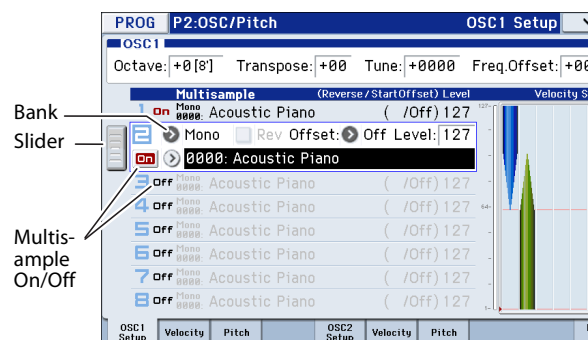 PROG P2:OSC/Pitch OSC1 Setup
OSC1
Octave: +0[8'] Transpose: +00 Tune: +0000 Freq.Offset: +00
Multisample (Reverse/StartOffset) Level Velocity S
1 On Mono 0000: Acoustic Piano ( /Off) 127
Bank
2 Mono Rev Offset: Off Level: 127
Slider
On 0000: Acoustic Piano
3 Off Mono 0000: Acoustic Piano ( /Off) 127
4 Off Mono 0000: Acoustic Piano ( /Off) 127
5 Off Mono 0000: Acoustic Piano ( /Off) 127
6 Off Mono 0000: Acoustic Piano ( /Off) 127
7 Off Mono 0000: Acoustic Piano ( /Off) 127
8 Off Mono 0000: Acoustic Piano ( /Off) 127
Multis-
ample
On/Off
127-
64-
OSC1 Setup Velocity Pitch OSC2 Setup Velocity Pitch